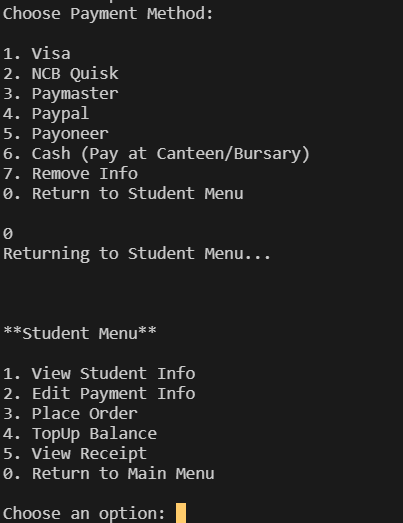 Choose Payment Method:
1. Visa
2. NCB Quisk
3. Paymaster
4. Paypal
5. Payoneer
6. Cash (Pay at Canteen/Bursary)
7. Remove Info
0. Return to Student Menu
0
Returning to Student Menu...
**Student Menu**
1. View Student Info
2. Edit Payment Info
3. Place Order
4. TopUp Balance
5. View Receipt
0. Return to Main Menu
Choose an option: